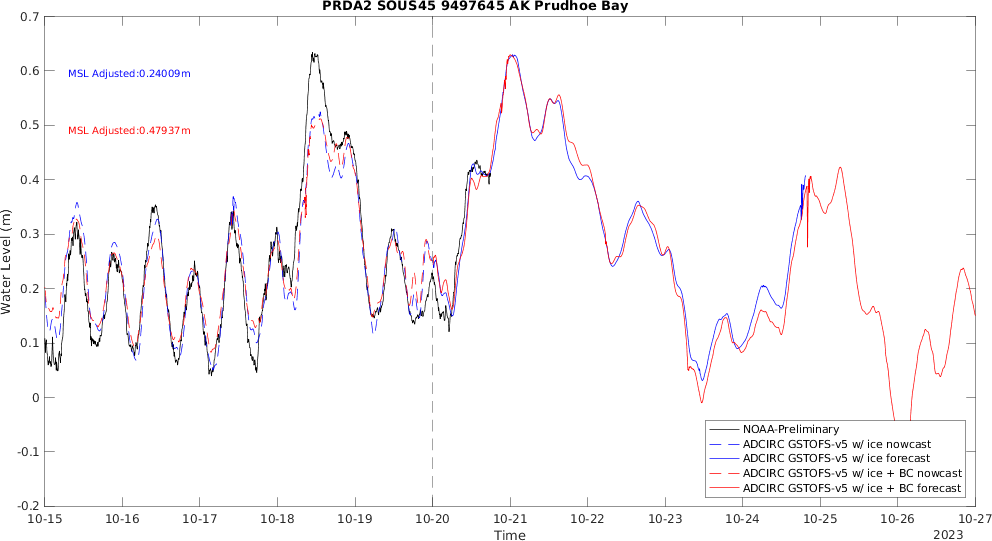 PRDA2 SOUS45 9497645 AK Prudhoe Bay
0.7
0.6
0.5
0.4
0.3
0.2
0.1
0
-0.1
-0.2
Water Level (m)
MSL Adjusted:0.24009m
MSL Adjusted:0.47937m
NOAA-Preliminary
ADCIRC GSTOFS-v5 w/ ice nowcast
ADCIRC GSTOFS-v5 w/ ice forecast
ADCIRC GSTOFS-v5 w/ ice + BC nowcast
ADCIRC GSTOFS-v5 w/ ice + BC forecast
10-15 10-16 10-17 10-18 10-19 10-20 10-21 10-22 10-23 10-24 10-25 10-26 10-27
Time
2023